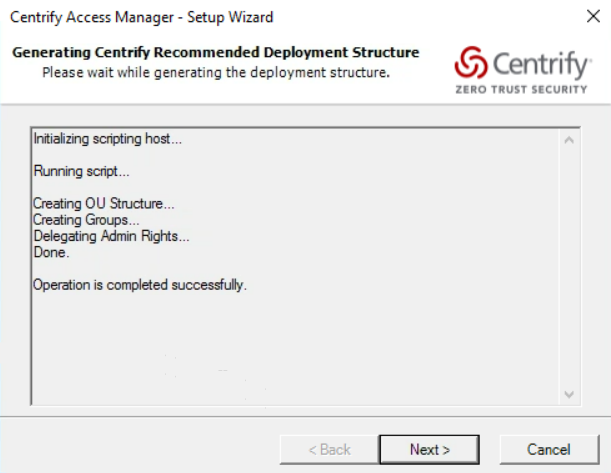 Centrify Access Manager - Setup Wizard
Generating Centrify Recommended Deployment Structure
Please wait while generating the deployment structure.
Centrify
ZERO TRUST SECURITY
Initializing scripting host...
Running script...
Creating OU Structure...
Creating Groups...
Delegating Admin Rights...
Done.
Operation is completed successfully.
< Back
Next >
Cancel